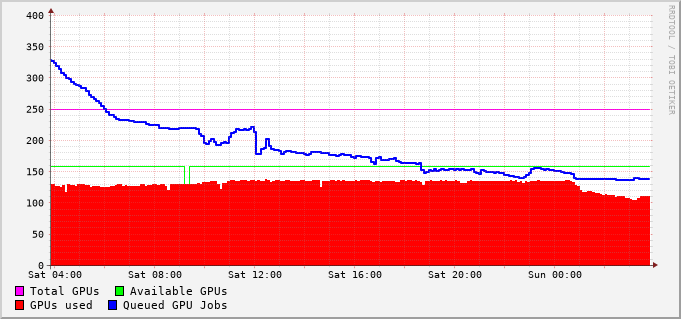 400
350
300
250
200
150
100
50
0
Sat 04:00 Sat 08:00 Sat 12:00 Sat 16:00 Sat 20:00 Sun 00:00
Total GPUs Available GPUs
GPUs used Queued GPU Jobs
RRDTOOL / TOBI OETIKER